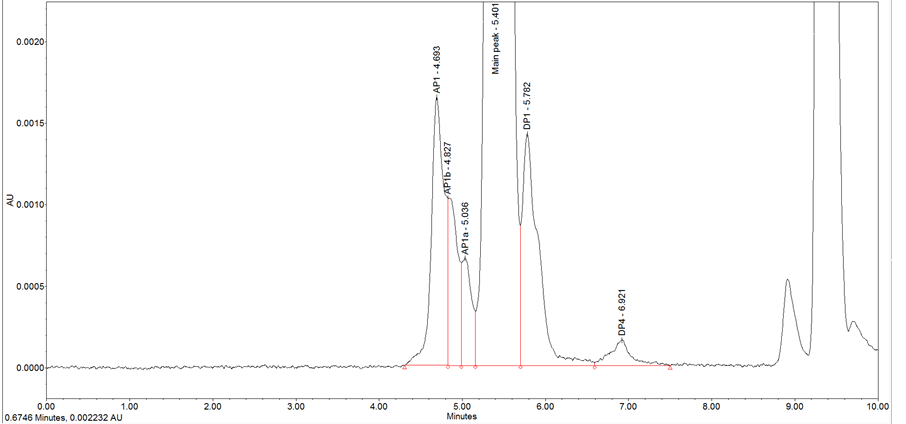 0.0020
0.0015
0.0010
0.0005
0.0000
AU
AP1 - 4.693
AP1b - 4.827
AP1a - 5.036
Main peak - 5.401
DP1 - 5.782
DP4 - 6.921
0.00 1.00 2.00 3.00 4.00 5.00 6.00 7.00 8.00 9.00 10.00
Minutes
0.6746 Minutes, 0.002232 AU